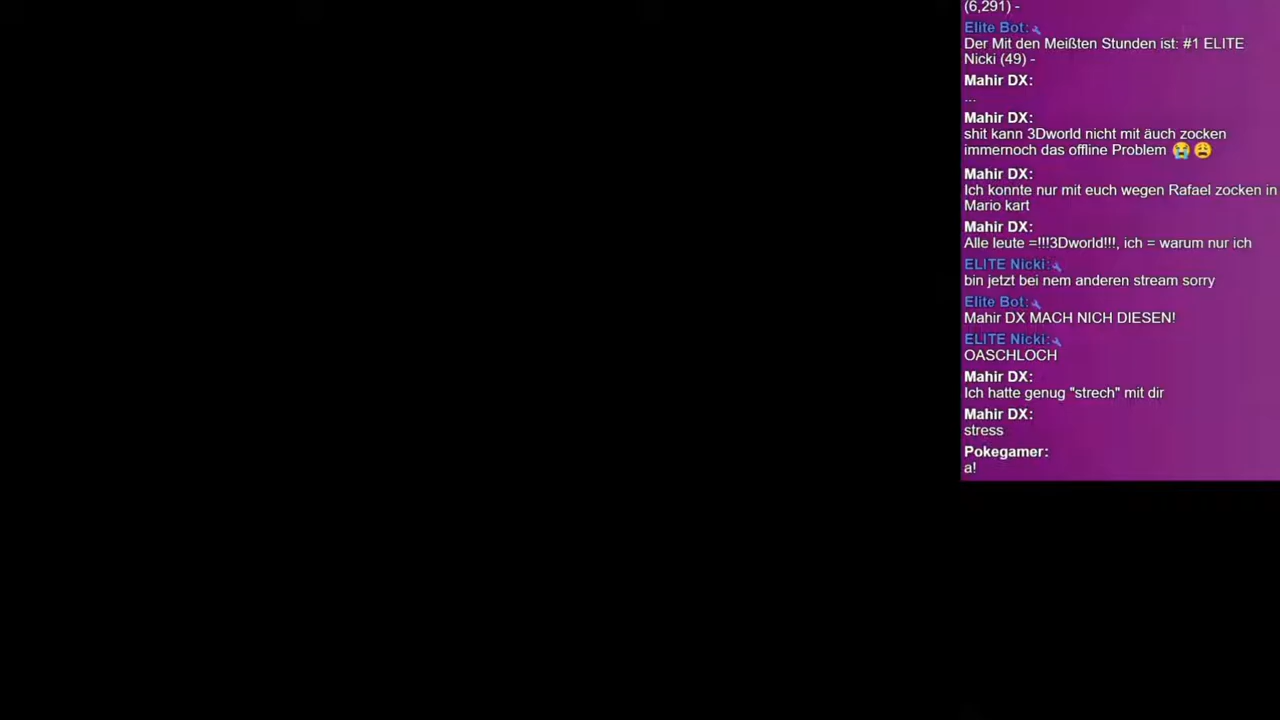 (6,291) -
Elite Bot:
Der Mit den Meißten Stunden ist: #1 ELITE
Nicki (49) -
Mahir DX:
...
Mahir DX:
shit kann 3Dworld nicht mit äuch zocken
immernoch das offline Problem 😭😩
Mahir DX:
Ich konnte nur mit euch wegen Rafael zocken in
Mario kart
Mahir DX:
Alle leute =!!!3Dworld!!!, ich = warum nur ich
ELITE Nicki:
bin jetzt bei nem anderen stream sorry
Elite Bot:
Mahir DX MACH NICH DIESEN!
ELITE Nicki:
OASCHLOCH
Mahir DX:
Ich hatte genug "strech" mit dir
Mahir DX:
stress
Pokegamer:
a!